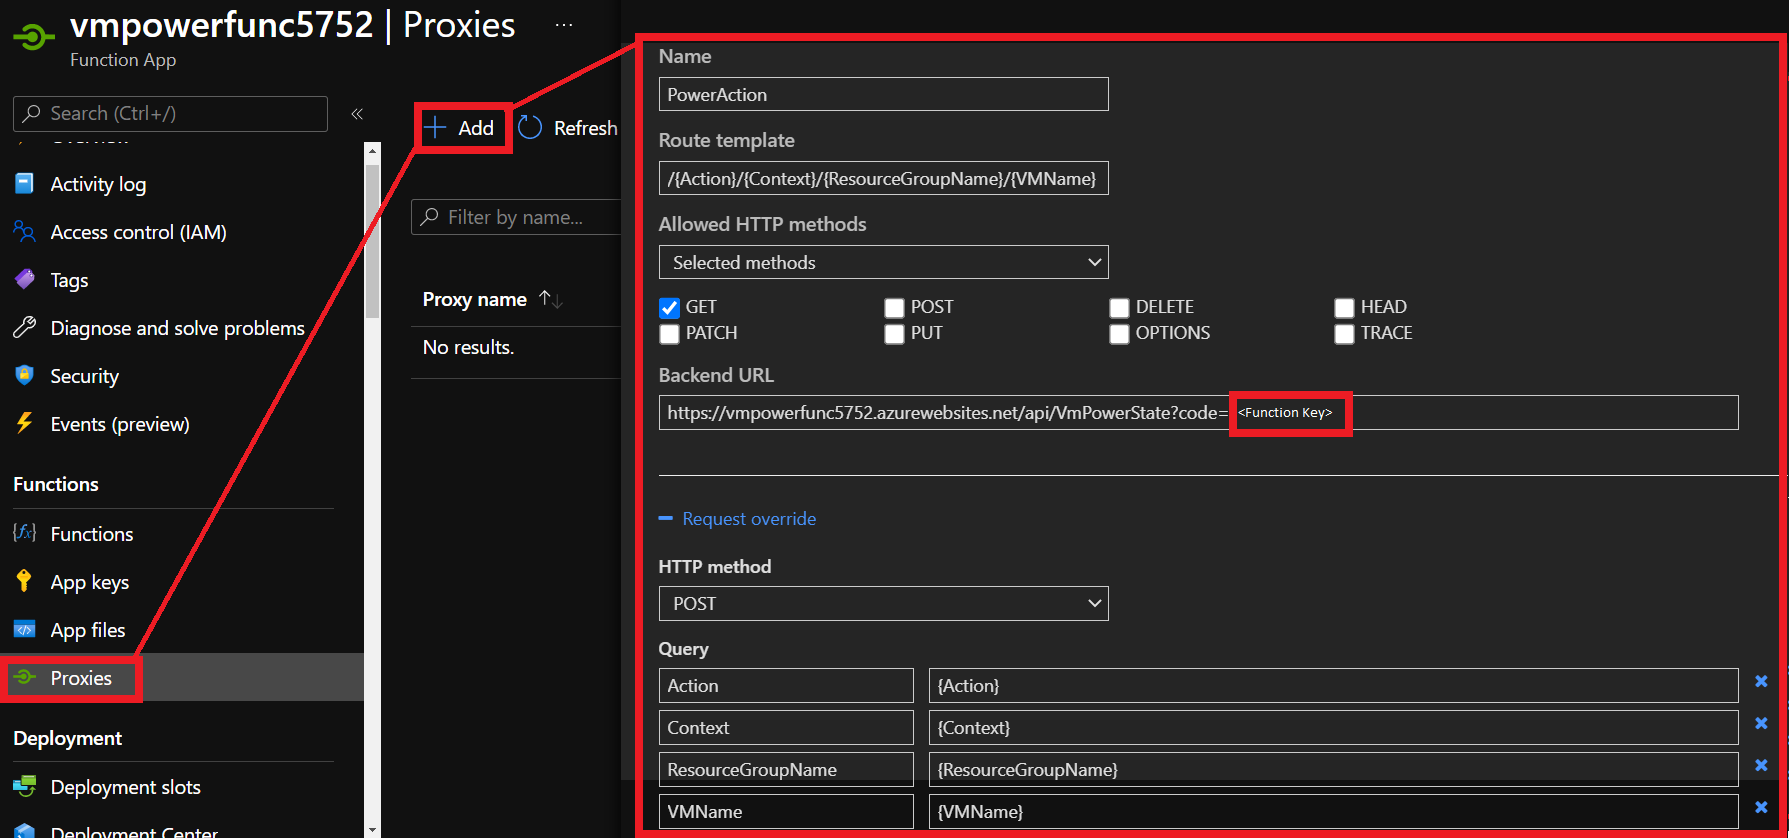 vmpowerfunc5752 | Proxies ...
Function App
Search (Ctrl+/)
«
Activity log
Access control (IAM)
Tags
Diagnose and solve problems
Security
Events (preview)
Functions
Functions
App keys
App files
Proxies
Deployment
Deployment slots
Deployment Center
Add
Refresh
Filter by name...
Proxy name
No results.
Name
PowerAction
Route template
/{Action}/{Context}/{ResourceGroupName}/{VMName}
Allowed HTTP methods
Selected methods
GET POST DELETE HEAD
PATCH PUT OPTIONS TRACE
Backend URL
https://vmpowerfunc5752.azurewebsites.net/api/VmPowerState?code= <Function Key>
Request override
HTTP method
POST
Query
Action {Action}
Context {Context}
ResourceGroupName {ResourceGroupName}
VMName {VMName}